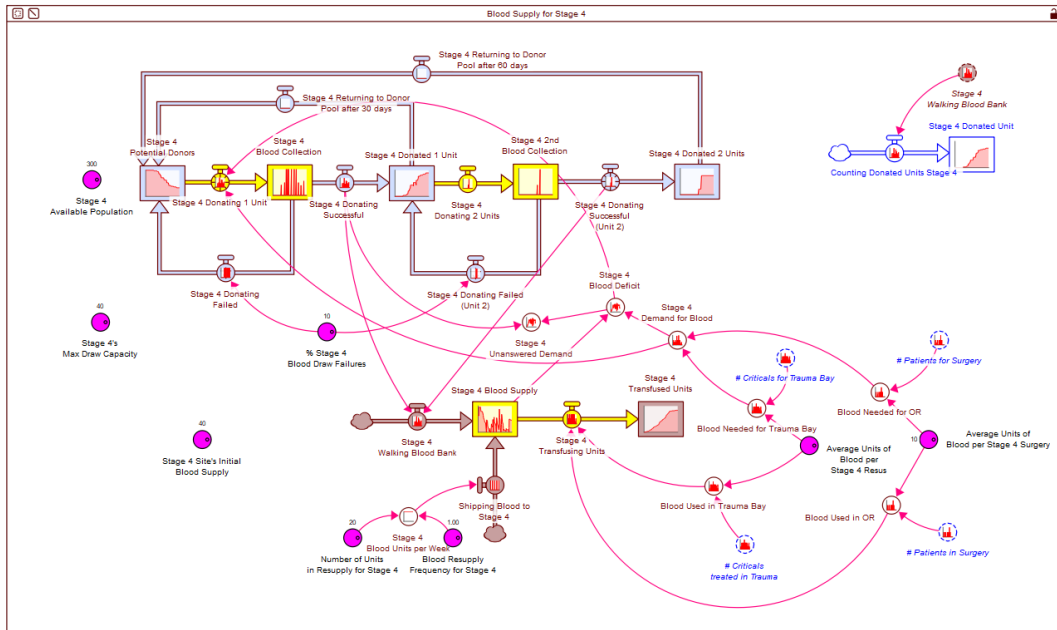 Blood Supply for Stage 4
Stage 4 Returning to Donor
Pool after 60 days
Stage 4 Returning to Donor
Pool after 30 days
Stage 4
Walking Blood Bank
Stage 4 Donated Unit
Counting Donated Units Stage 4
300
Stage 4
Available Population
Stage 4
Potential Donors
Stage 4 Donating 1 Unit
Stage 4
Blood Collection
Stage 4 Donating
Successful
Stage 4 Donated 1 Unit
Stage 4
Donating 2 Units
Stage 4 2nd
Blood Collection
Stage 4 Donating
Successful
(Unit 2)
Stage 4 Donated 2 Units
Stage 4 Donating
Failed
Stage 4 Donating Failed
(Unit 2)
Stage 4
Blood Deficit
40
Stage 4's
Max Draw Capacity
10
% Stage 4
Blood Draw Failures
Stage 4
Unanswered Demand
Stage 4
Demand for Blood
# Patients for Surgery
# Criticals for Trauma Bay
Blood Needed for OR
Blood Needed for Trauma Bay
40
Stage 4 Site's Initial
Blood Supply
Stage 4
Walking Blood Bank
Stage 4 Blood Supply
Stage 4
Transfusing Units
Stage 4
Transfused Units
Average Units of
Blood per
Stage 4 Resus
10
Average Units of
Blood per Stage 4 Surgery
Shipping Blood to
Stage 4
Blood Used in Trauma Bay
Blood Used in OR
20
Number of Units
in Resupply for Stage 4
Stage 4
Blood Units per Week
1.00
Blood Resupply
Frequency for Stage 4
# Criticals
treated in Trauma
# Patients in Surgery